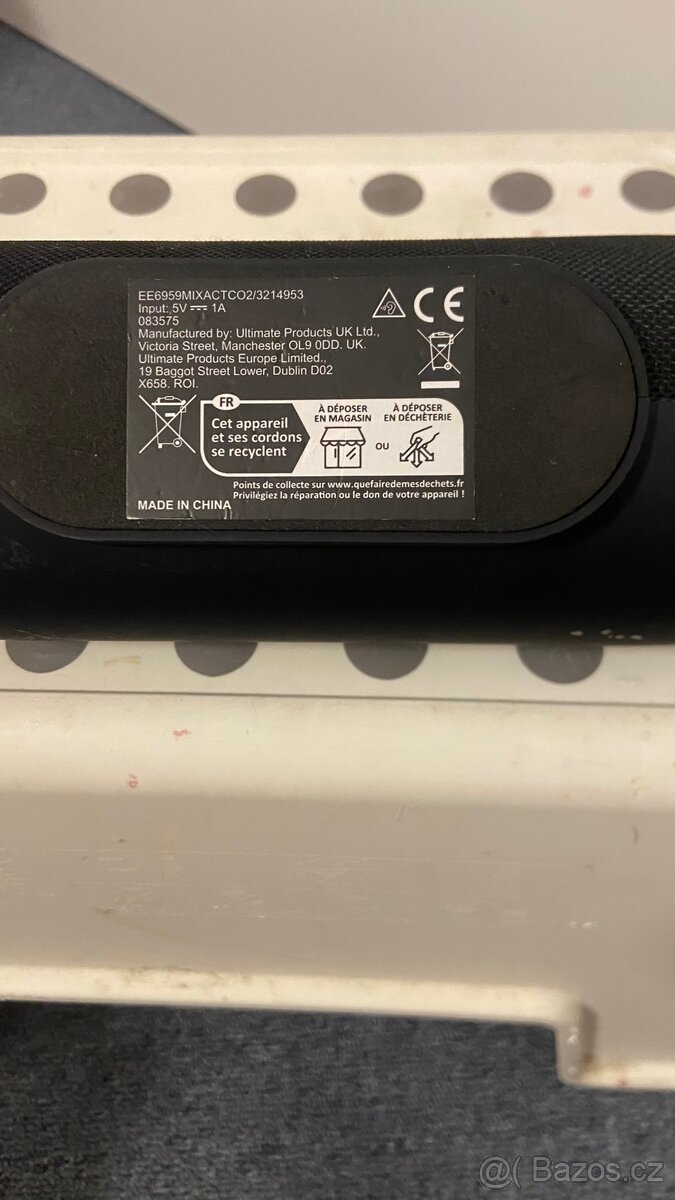 EE6959MIXACTCO2/3214953
Input: 5V ⎓ 1A
083575
Manufactured by: Ultimate Products UK Ltd.,
Victoria Street, Manchester OL9 0DD. UK.
Ultimate Products Europe Limited.,
19 Baggot Street Lower, Dublin D02
X658. ROI.
CE
FR
Cet appareil
et ses cordons
se recyclent
À DÉPOSER
EN MAGASIN
OU
À DÉPOSER
EN DÉCHÈTERIE
Points de collecte sur www.quefairedemesdechets.fr
Privilégiez la réparation ou le don de votre appareil !
MADE IN CHINA
@( Bazos.cz